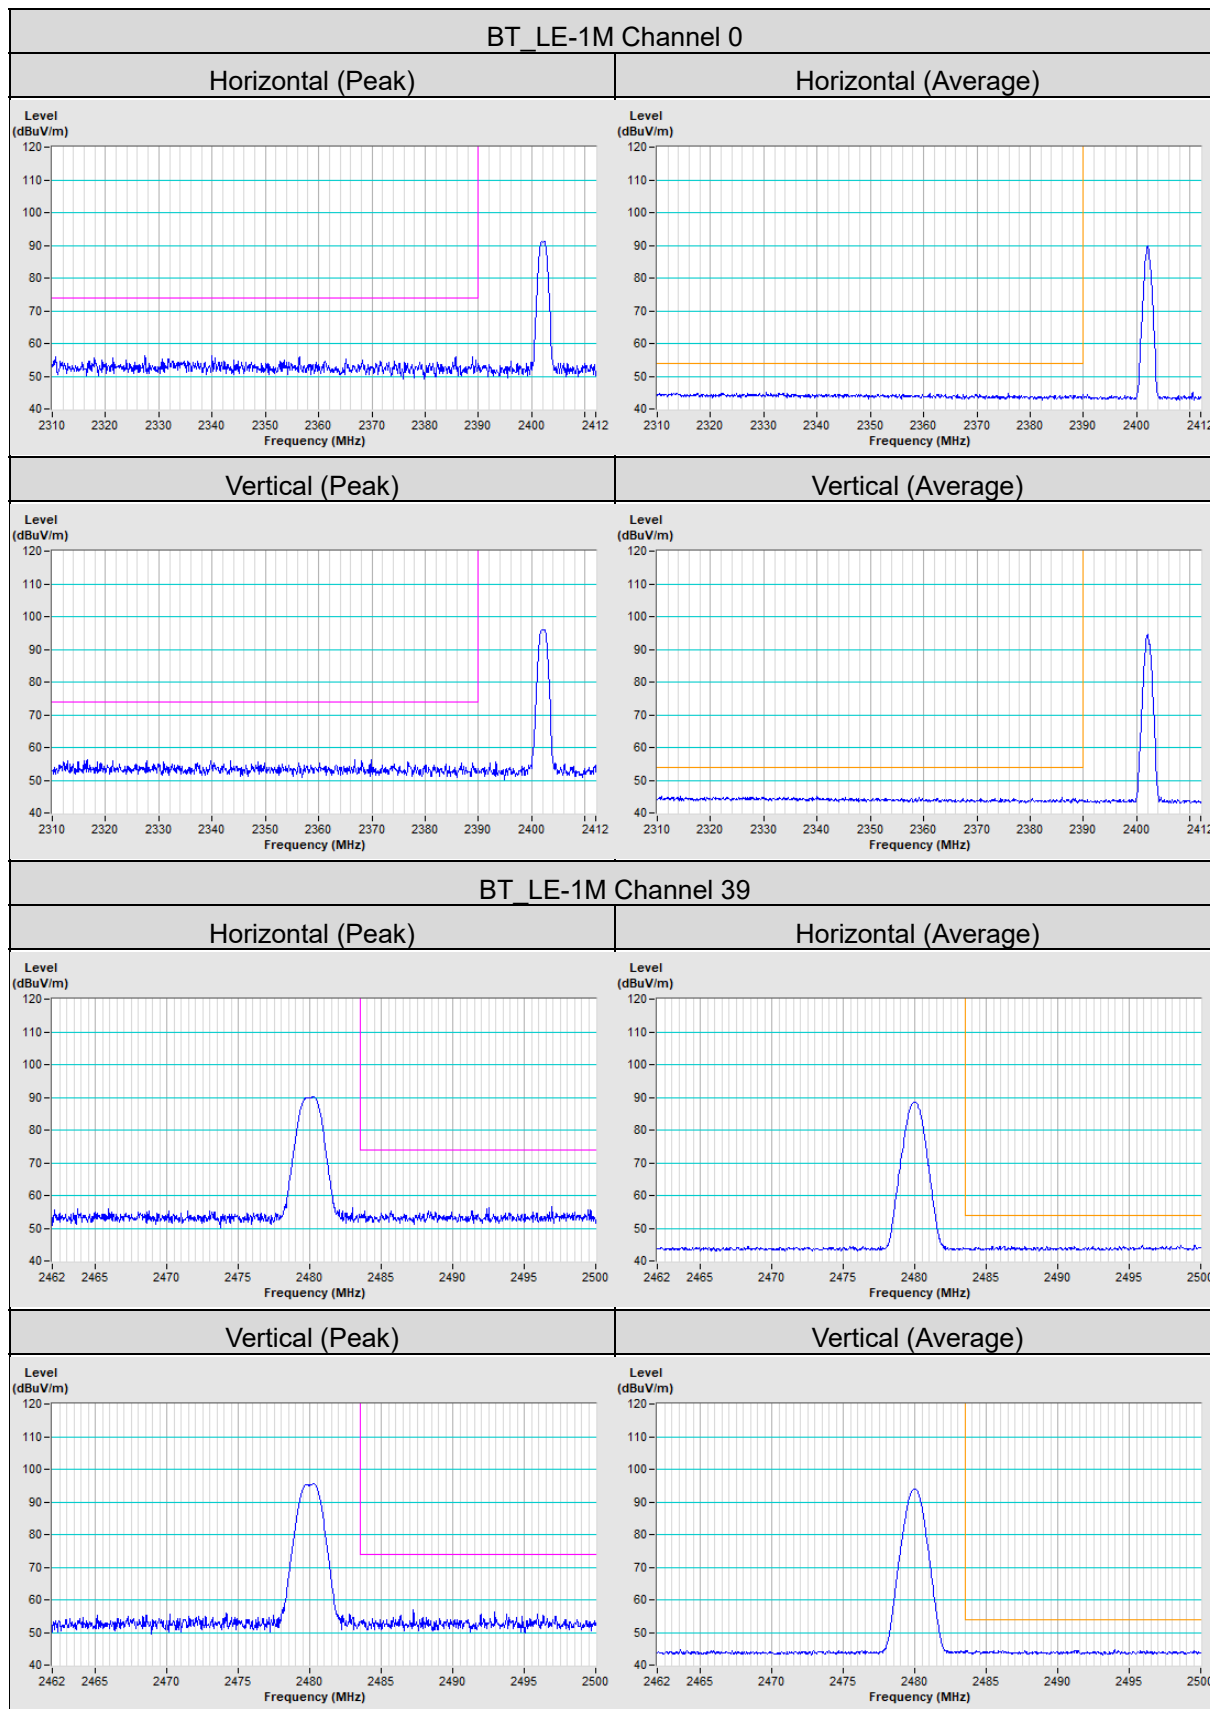 BT_LE-1M Channel 0
Horizontal (Peak) Horizontal (Average)
Level
(dBuV/m)
120
110
100
90
80
70
60
50
40
2310 2320 2330 2340 2350 2360 2370 2380 2390 2400 2412
Frequency (MHz)
Level
(dBuV/m)
120
110
100
90
80
70
60
50
40
2310 2320 2330 2340 2350 2360 2370 2380 2390 2400 2412
Frequency (MHz)
Vertical (Peak) Vertical (Average)
Level
(dBuV/m)
120
110
100
90
80
70
60
50
40
2310 2320 2330 2340 2350 2360 2370 2380 2390 2400 2412
Frequency (MHz)
Level
(dBuV/m)
120
110
100
90
80
70
60
50
40
2310 2320 2330 2340 2350 2360 2370 2380 2390 2400 2412
Frequency (MHz)
BT_LE-1M Channel 39
Horizontal (Peak) Horizontal (Average)
Level
(dBuV/m)
120
110
100
90
80
70
60
50
40
2462 2465 2470 2475 2480 2485 2490 2495 2500
Frequency (MHz)
Level
(dBuV/m)
120
110
100
90
80
70
60
50
40
2462 2465 2470 2475 2480 2485 2490 2495 2500
Frequency (MHz)
Vertical (Peak) Vertical (Average)
Level
(dBuV/m)
120
110
100
90
80
70
60
50
40
2462 2465 2470 2475 2480 2485 2490 2495 2500
Frequency (MHz)
Level
(dBuV/m)
120
110
100
90
80
70
60
50
40
2462 2465 2470 2475 2480 2485 2490 2495 2500
Frequency (MHz)